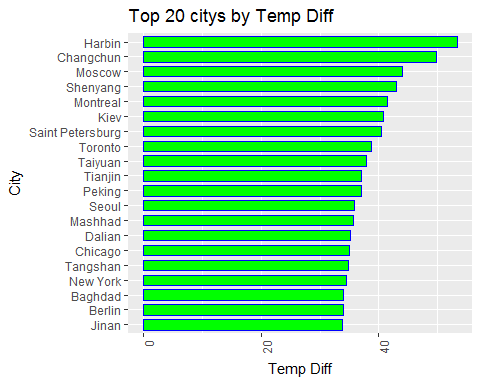 Top 20 citys by Temp Diff
City
Harbin
Changchun
Moscow
Shenyang
Montreal
Kiev
Saint Petersburg
Toronto
Taiyuan
Tianjin
Peking
Seoul
Mashhad
Dalian
Chicago
Tangshan
New York
Baghdad
Berlin
Jinan
0 20 40
Temp Diff